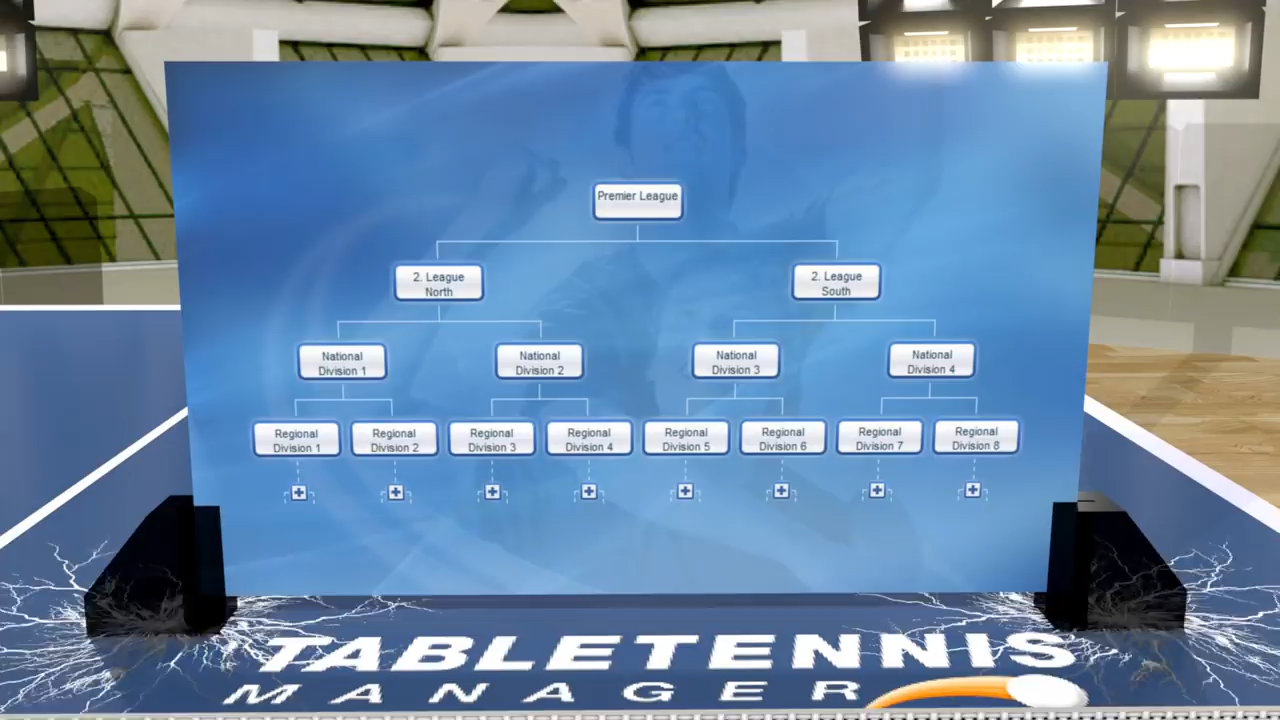 Premier League
2. League
North
2. League
South
National
Division 1
National
Division 2
National
Division 3
National
Division 4
Regional
Division 1
Regional
Division 2
Regional
Division 3
Regional
Division 4
Regional
Division 5
Regional
Division 6
Regional
Division 7
Regional
Division 8
TABLETENNIS
MANAGER